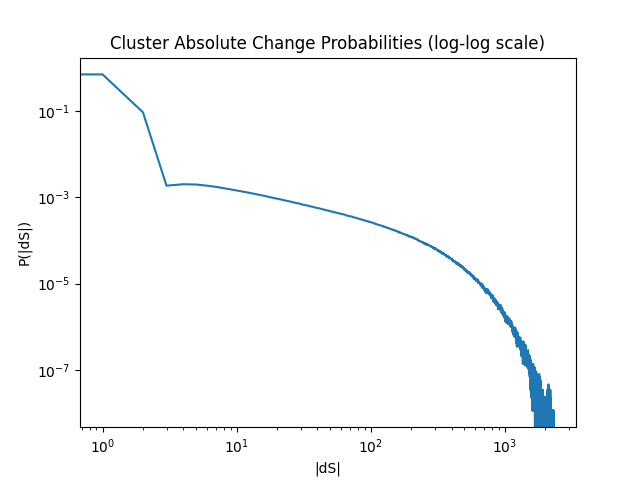 Cluster Absolute Change Probabilities (log-log scale)
P(|dS|)
10⁻¹
10⁻³
10⁻⁵
10⁻⁷
10⁰ 10¹ 10² 10³
|dS|